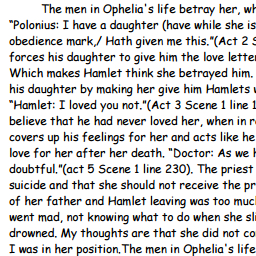 The men in Ophelia's life betray her, wh
"Polonius: I have a daughter (have while she is
obedience mark,/ Hath given me this."(Act 2 S
forces his daughter to give him the love letter
Which makes Hamlet think she betrayed him.
his daughter by making her give him Hamlets
"Hamlet: I loved you not."(Act 3 Scene 1 line 1
believe that he had never loved her, when in r
covers up his feelings for her and acts like he
love for her after her death. "Doctor: As we h
doubtful."(act 5 Scene 1 line 230). The priest
suicide and that she should not receive the pr
of her father and Hamlet leaving was too muc
went mad, not knowing what to do when she sli
drowned. My thoughts are that she did not co
I was in her position.The men in Ophelia's life